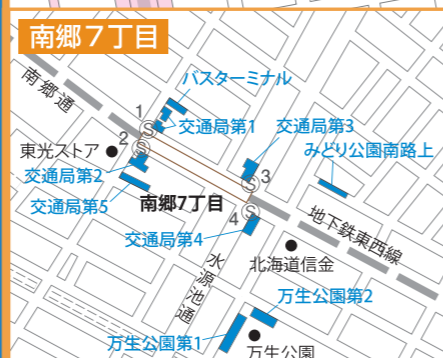 南郷7丁目
南郷通
バスターミナル
1
S
交通局第1
交通局第3
2
S
東光ストア
みどり公園南路上
交通局第2
3
S
交通局第5
南郷7丁目
4
S
地下鉄東西線
交通局第4
北海道信金
水源池通
万生公園第2
万生公園第1
万生公園